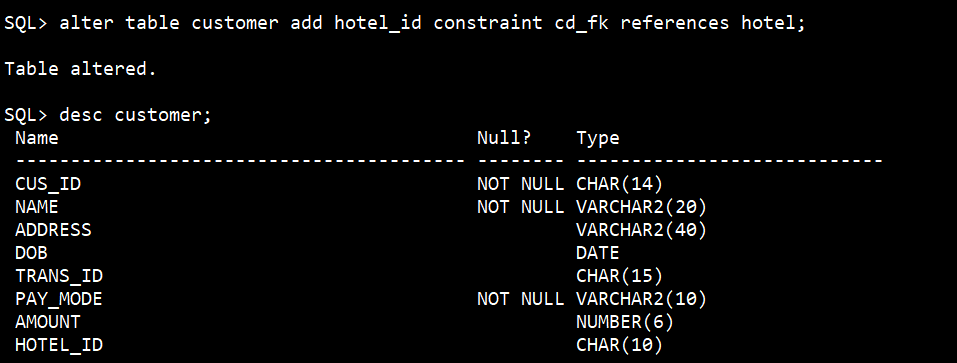 SQL> alter table customer add hotel_id constraint cd_fk references hotel;
Table altered.
SQL> desc customer;
Name Null? Type
----------------------------------------- -------- ----------------------------
CUS_ID NOT NULL CHAR(14)
NAME NOT NULL VARCHAR2(20)
ADDRESS VARCHAR2(40)
DOB DATE
TRANS_ID CHAR(15)
PAY_MODE NOT NULL VARCHAR2(10)
AMOUNT NUMBER(6)
HOTEL_ID CHAR(10)